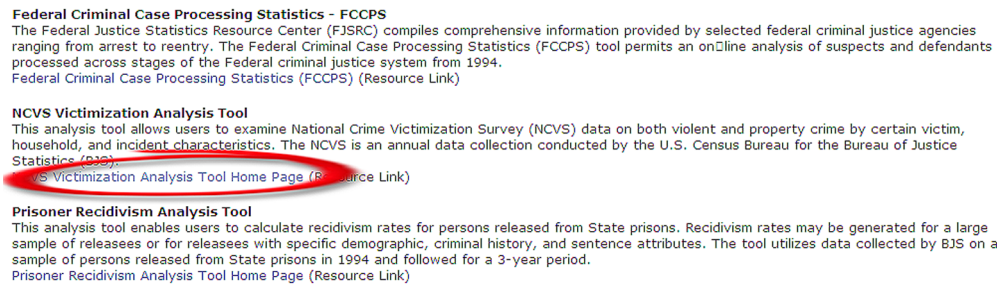 Federal Criminal Case Processing Statistics - FCCPS
The Federal Justice Statistics Resource Center (FJSRC) compiles comprehensive information provided by selected federal criminal justice agencies
ranging from arrest to reentry. The Federal Criminal Case Processing Statistics (FCCPS) tool permits an on□line analysis of suspects and defendants
processed across stages of the Federal criminal justice system from 1994.
Federal Criminal Case Processing Statistics (FCCPS) (Resource Link)
NCVS Victimization Analysis Tool
This analysis tool allows users to examine National Crime Victimization Survey (NCVS) data on both violent and property crime by certain victim,
household, and incident characteristics. The NCVS is an annual data collection conducted by the U.S. Census Bureau for the Bureau of Justice
Statistics (BJS).
NCVS Victimization Analysis Tool Home Page (Resource Link)
Prisoner Recidivism Analysis Tool
This analysis tool enables users to calculate recidivism rates for persons released from State prisons. Recidivism rates may be generated for a large
sample of releasees or for releasees with specific demographic, criminal history, and sentence attributes. The tool utilizes data collected by BJS on a
sample of persons released from State prisons in 1994 and followed for a 3-year period.
Prisoner Recidivism Analysis Tool Home Page (Resource Link)